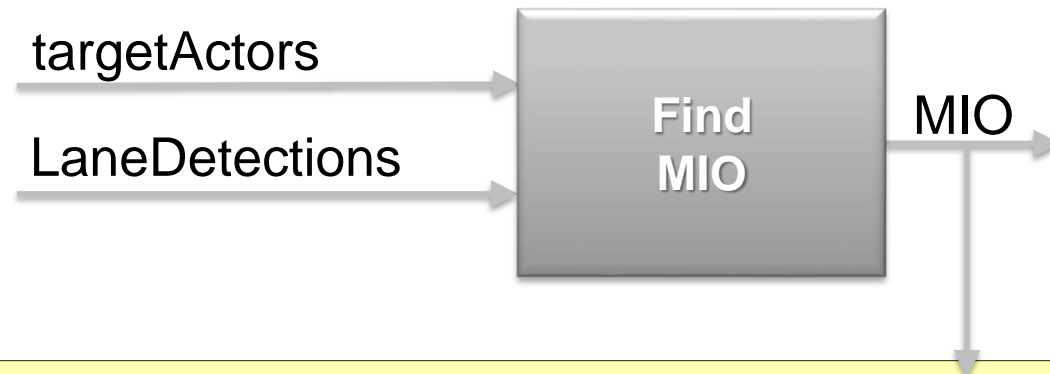 targetActors
LaneDetections
Find
MIO
MIO